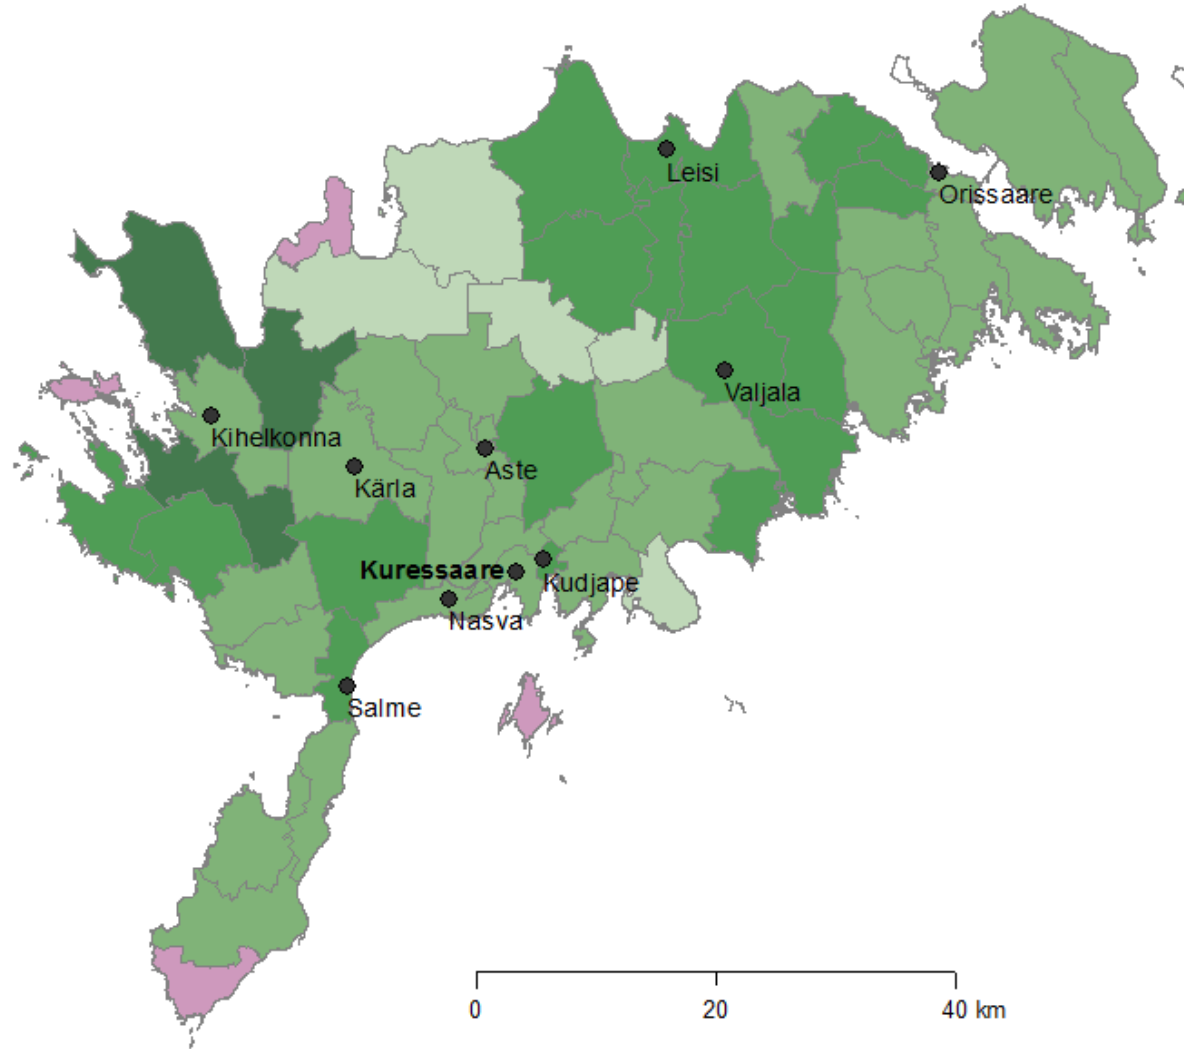 Leisi
Orissaare
Valjala
Kihelkonna
Aste
Kärla
Kuressaare
Kudjape
Nasva
Salme
0 20 40 km